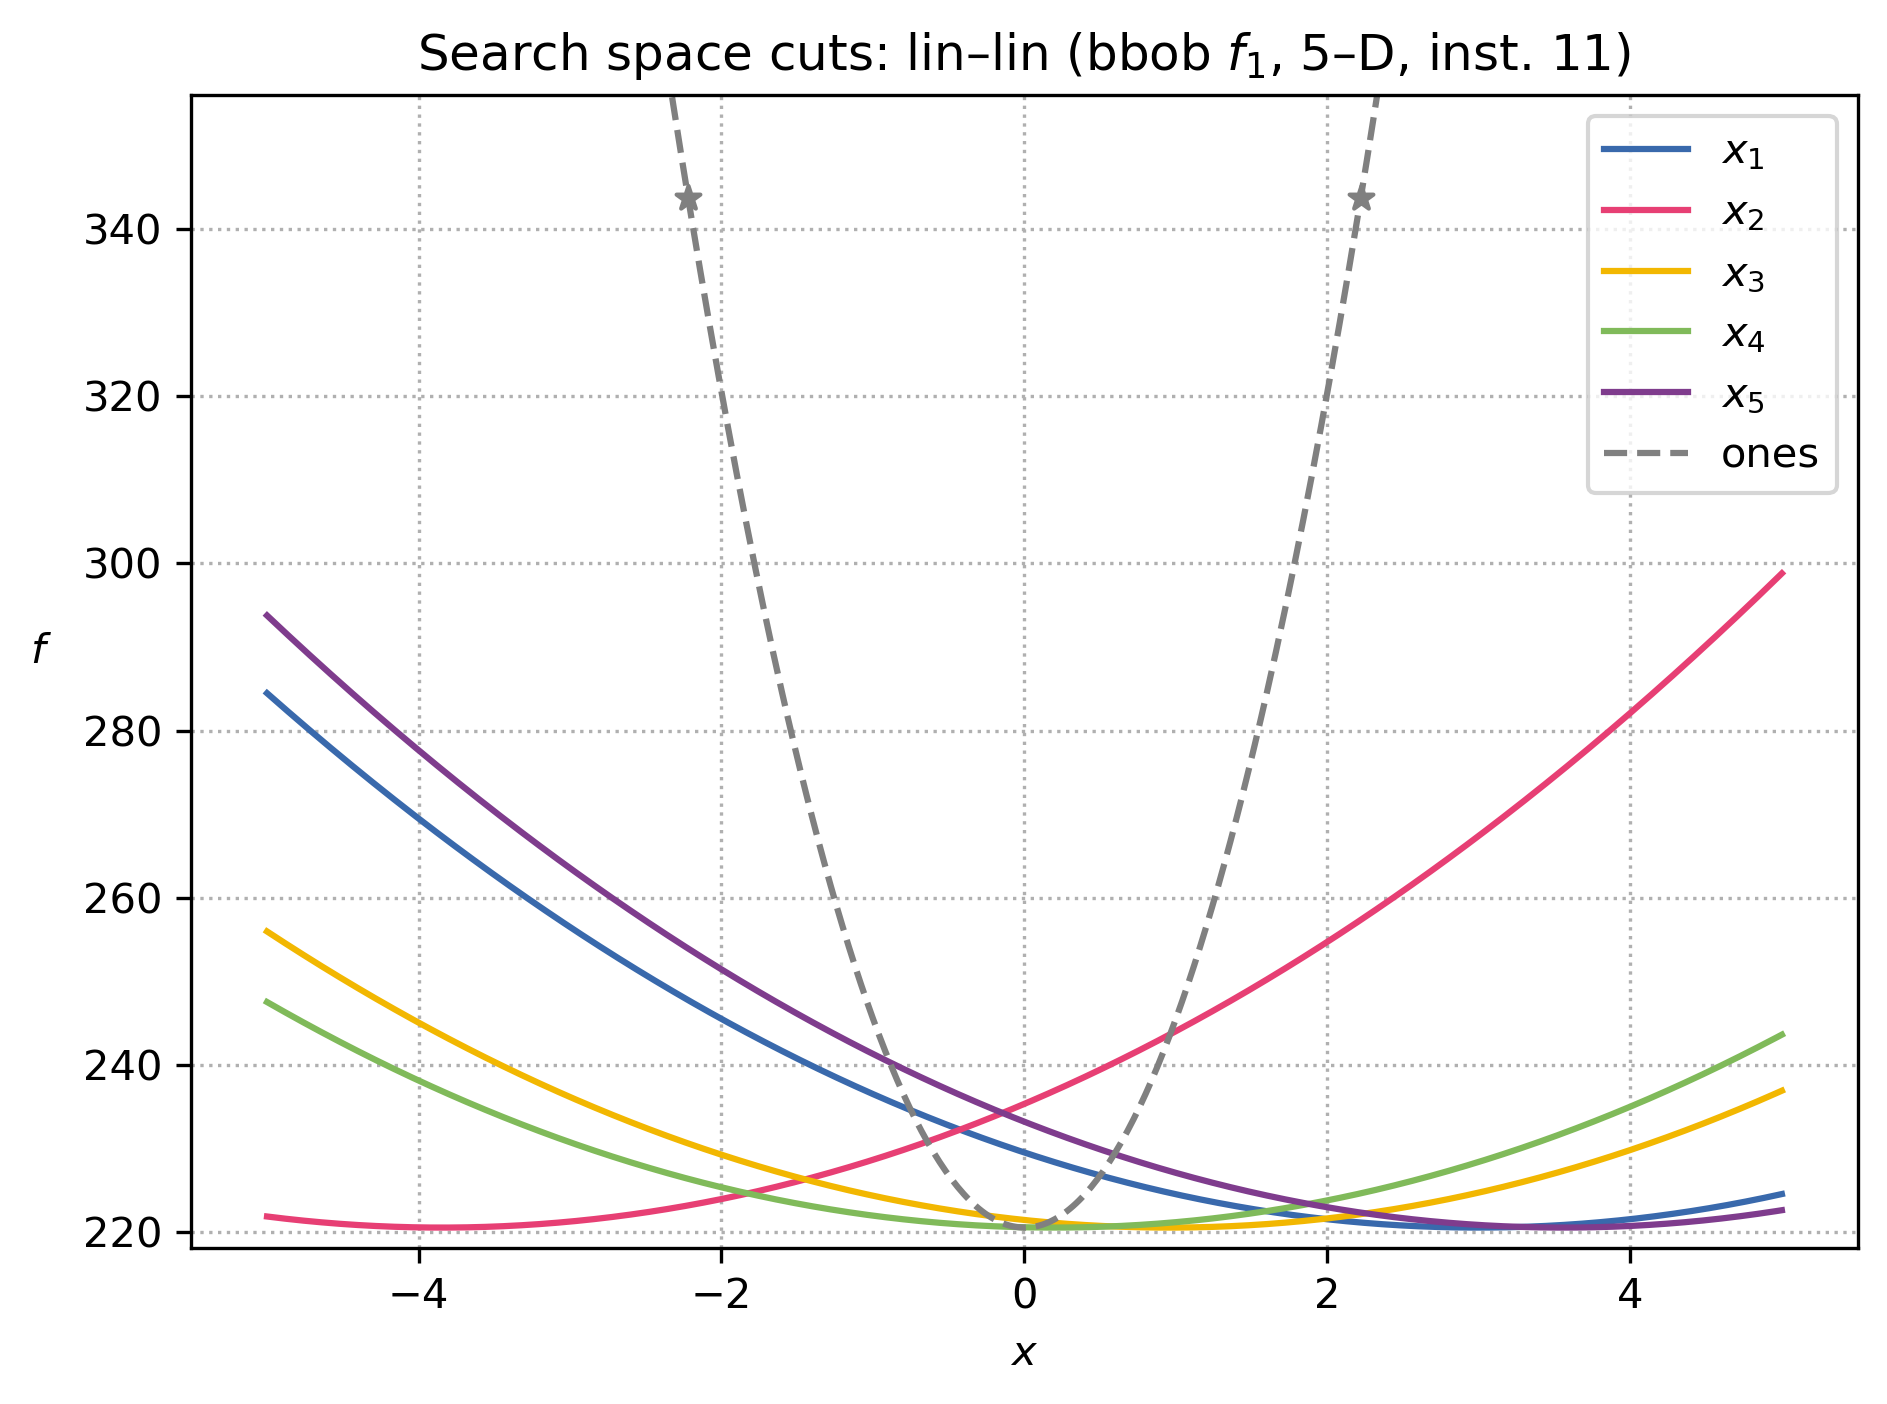 Search space cuts: lin–lin (bbob f₁, 5–D, inst. 11)
x₁
x₂
x₃
x₄
x₅
ones
340
320
300
280
260
240
220
f
−4
−2
0
2
4
x